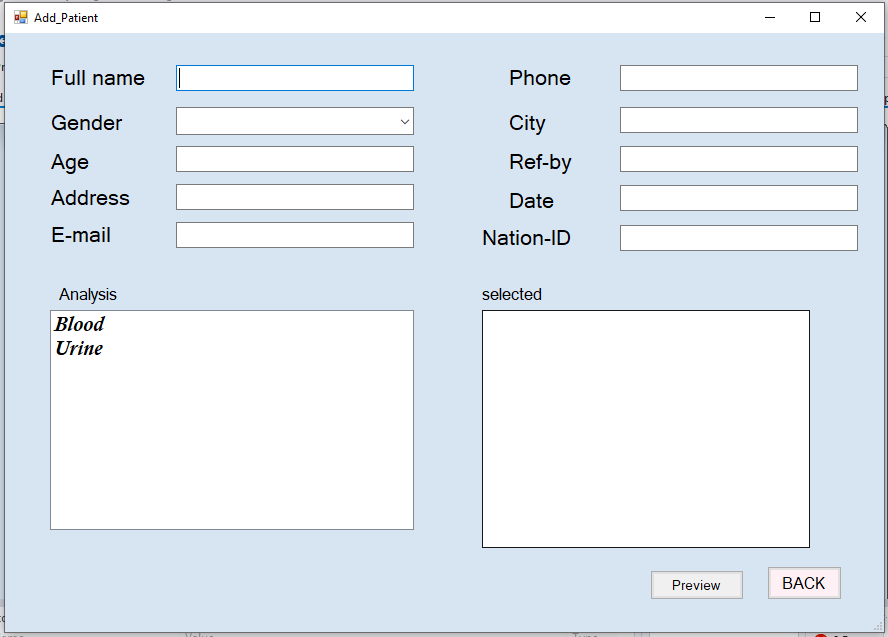 Add_Patient
Full name
Phone
Gender
City
Age
Ref-by
Address
Date
E-mail
Nation-ID
Analysis
selected
Blood
Urine
Preview
BACK